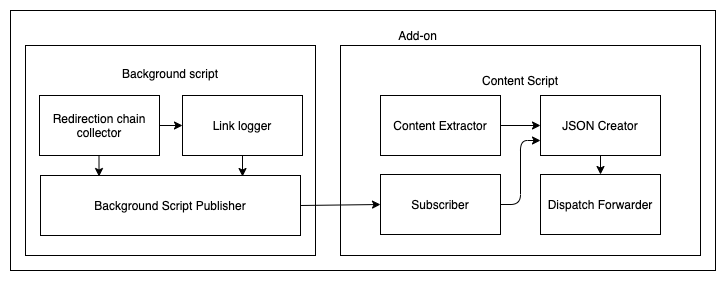 Add-on
Background script
Content Script
Redirection chain
collector
Link logger
Content Extractor
JSON Creator
Background Script Publisher
Subscriber
Dispatch Forwarder